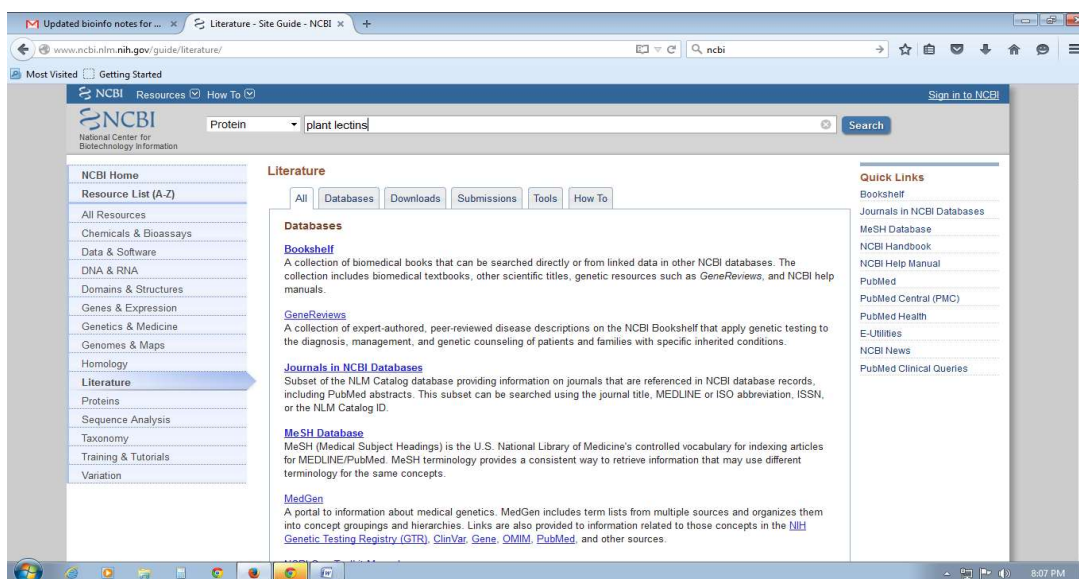 Updated bioinfo notes for ... ×
Literature - Site Guide - NCBI × +
www.ncbi.nlm.nih.gov/guide/literature/
ncbi
Most Visited Getting Started
NCBI Resources How To
Sign in to NCBI
NCBI
National Center for
Biotechnology Information
Protein
plant lectins
Search
NCBI Home
Resource List (A-Z)
All Resources
Chemicals & Bioassays
Data & Software
DNA & RNA
Domains & Structures
Genes & Expression
Genetics & Medicine
Genomes & Maps
Homology
Literature
Proteins
Sequence Analysis
Taxonomy
Training & Tutorials
Variation
Literature
All Databases Downloads Submissions Tools How To
Databases
Bookshelf
A collection of biomedical books that can be searched directly or from linked data in other NCBI databases. The
collection includes biomedical textbooks, other scientific titles, genetic resources such as GeneReviews, and NCBI help
manuals.
GeneReviews
A collection of expert-authored, peer-reviewed disease descriptions on the NCBI Bookshelf that apply genetic testing to
the diagnosis, management, and genetic counseling of patients and families with specific inherited conditions.
Journals in NCBI Databases
Subset of the NLM Catalog database providing information on journals that are referenced in NCBI database records,
including PubMed abstracts. This subset can be searched using the journal title, MEDLINE or ISO abbreviation, ISSN,
or the NLM Catalog ID.
MeSH Database
MeSH (Medical Subject Headings) is the U.S. National Library of Medicine's controlled vocabulary for indexing articles
for MEDLINE/PubMed. MeSH terminology provides a consistent way to retrieve information that may use different
terminology for the same concepts.
MedGen
A portal to information about medical genetics. MedGen includes term lists from multiple sources and organizes them
into concept groupings and hierarchies. Links are also provided to information related to those concepts in the NIH
Genetic Testing Registry (GTR), ClinVar, Gene, OMIM, PubMed, and other sources.
Quick Links
Bookshelf
Journals in NCBI Databases
MeSH Database
NCBI Handbook
NCBI Help Manual
PubMed
PubMed Central (PMC)
PubMed Health
E-Utilities
NCBI News
PubMed Clinical Queries
8:07 PM